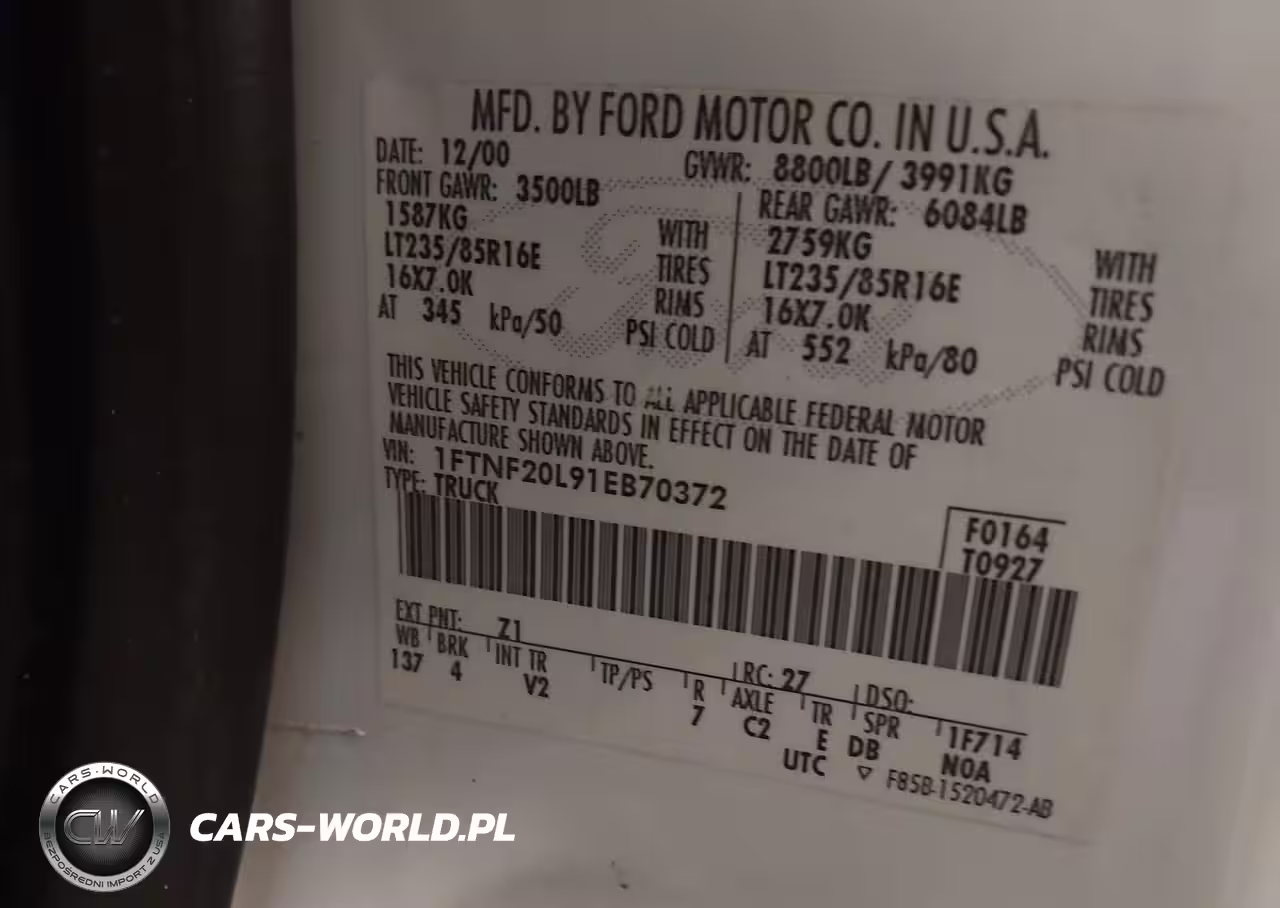 MFD. BY FORD MOTOR CO. IN U.S.A.
DATE: 12/00 GVWR: 8800LB/ 3991KG
FRONT GAWR: 3500LB REAR GAWR: 6084LB
1587KG WITH 2759KG WITH
LT235/85R16E TIRES LT235/85R16E TIRES
16X7.0K RIMS 16X7.0K RIMS
AT 345 kPa/50 PSI COLD AT 552 kPa/80 PSI COLD
THIS VEHICLE CONFORMS TO ALL APPLICABLE FEDERAL MOTOR
VEHICLE SAFETY STANDARDS IN EFFECT ON THE DATE OF
MANUFACTURE SHOWN ABOVE.
VIN: 1FTNF20L91EB70372
TYPE: TRUCK
F0164
T0927
EXT PNT: Z1 RC: 27 DSO:
WB BRK INT TR TP/PS R AXLE TR SPR 1F714
137 4 V2 7 C2 E DB N0A
UTC F85B-1520472-AB
CARS-WORLD
CW
BEZPOŚREDNI IMPORT Z USA
CARS-WORLD.PL